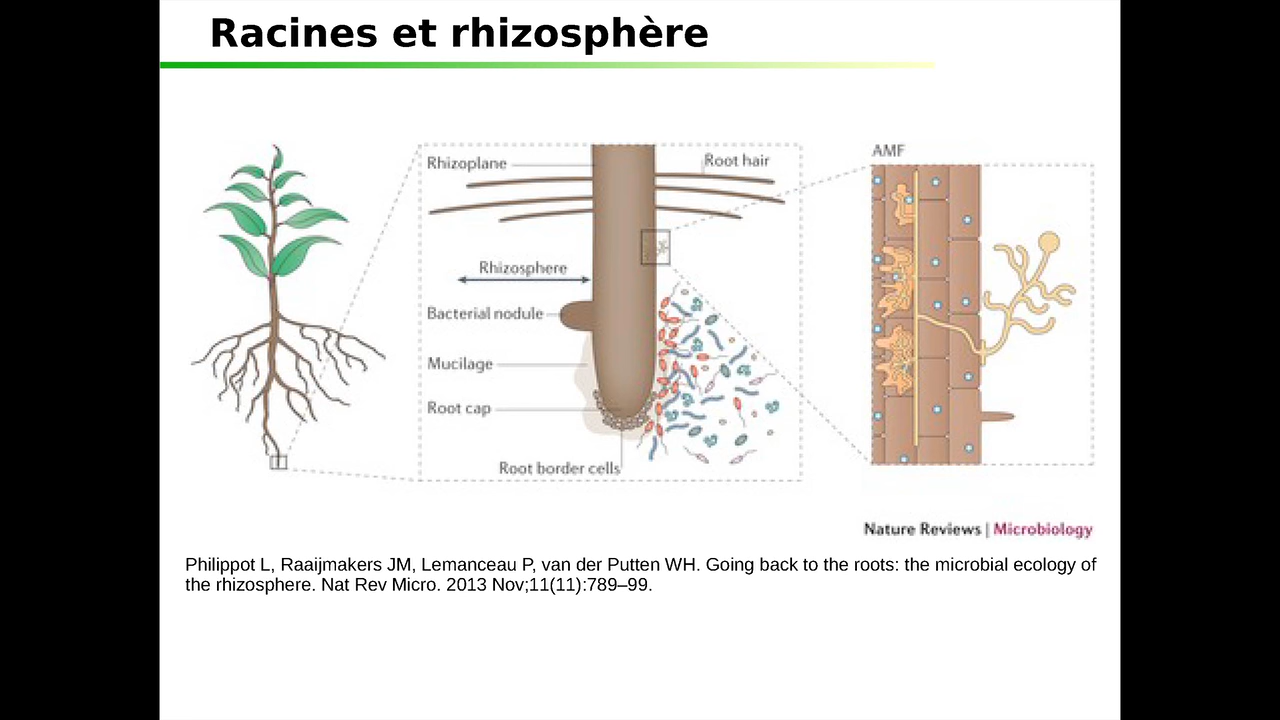 Racines et rhizosphère
Rhizoplane
Root hair
AMF
Rhizosphere
Bacterial nodule
Mucilage
Root cap
Root border cells
Nature Reviews | Microbiology
Philippot L, Raaijmakers JM, Lemanceau P, van der Putten WH. Going back to the roots: the microbial ecology of
the rhizosphere. Nat Rev Micro. 2013 Nov;11(11):789–99.